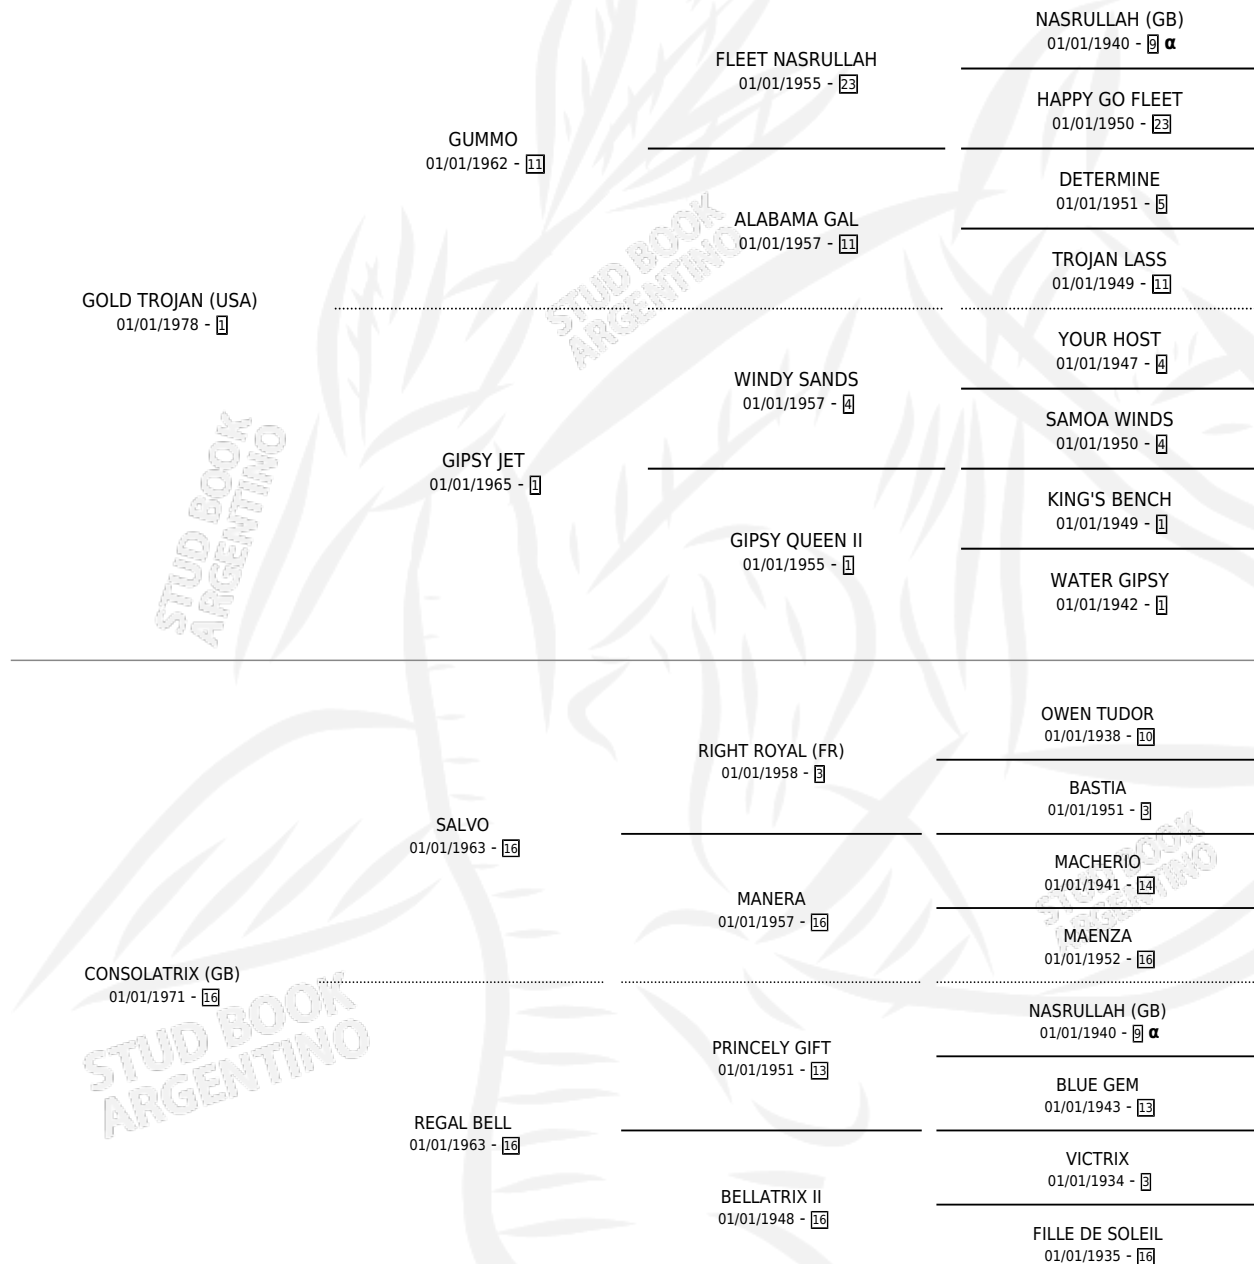 NASRULLAH (GB)
01/01/1940 - 9 α
FLEET NASRULLAH
01/01/1955 - 23
HAPPY GO FLEET
01/01/1950 - 23
GUMMO
01/01/1962 - 11
DETERMINE
01/01/1951 - 5
ALABAMA GAL
01/01/1957 - 11
TROJAN LASS
01/01/1949 - 11
GOLD TROJAN (USA)
01/01/1978 - 1
YOUR HOST
01/01/1947 - 4
WINDY SANDS
01/01/1957 - 4
SAMOA WINDS
01/01/1950 - 4
GIPSY JET
01/01/1965 - 1
KING'S BENCH
01/01/1949 - 1
GIPSY QUEEN II
01/01/1955 - 1
WATER GIPSY
01/01/1942 - 1
OWEN TUDOR
01/01/1938 - 10
RIGHT ROYAL (FR)
01/01/1958 - 3
BASTIA
01/01/1951 - 3
SALVO
01/01/1963 - 16
MACHERIO
01/01/1941 - 14
MANERA
01/01/1957 - 16
MAENZA
01/01/1952 - 16
CONSOLATRIX (GB)
01/01/1971 - 16
NASRULLAH (GB)
01/01/1940 - 9 α
PRINCELY GIFT
01/01/1951 - 13
BLUE GEM
01/01/1943 - 13
REGAL BELL
01/01/1963 - 16
VICTRIX
01/01/1934 - 3
BELLATRIX II
01/01/1948 - 16
FILLE DE SOLEIL
01/01/1935 - 16
STUD BOOK
ARGENTINO
STUD BOOK
ARGENTINO
STUD BOOK
ARGENTINO
STUD BOOK
ARGENTINO